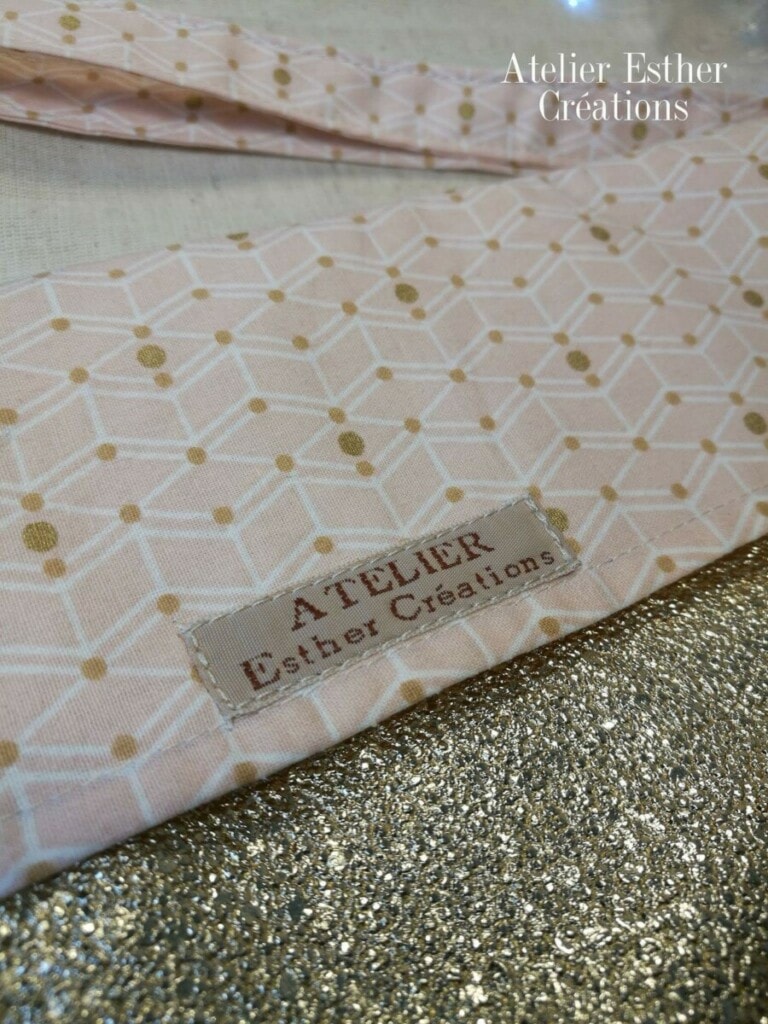 Atelier Esther
Créations
ATELIER
Esther Créations